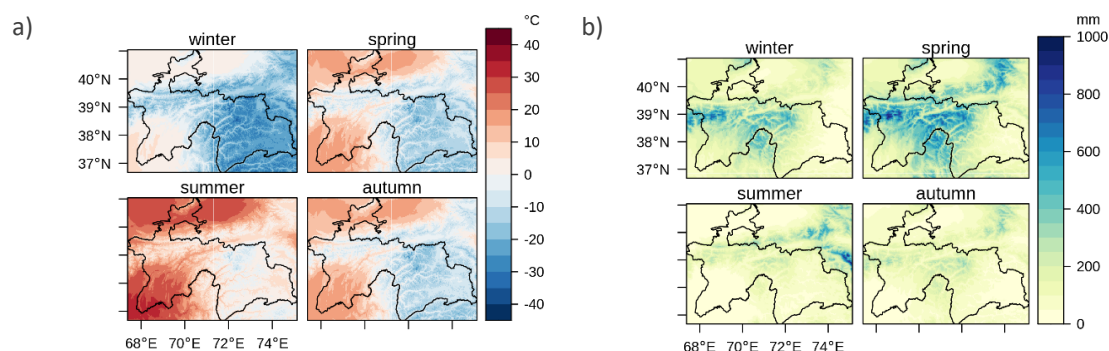 a)
°C
winter
spring
40
40°N
30
39°N
20
38°N
10
37°N
0
summer
autumn
-10
-20
-30
-40
68°E 70°E 72°E 74°E
b)
mm
winter
spring
1000
40°N
800
39°N
38°N
600
37°N
summer
autumn
400
200
0
68°E 70°E 72°E 74°E